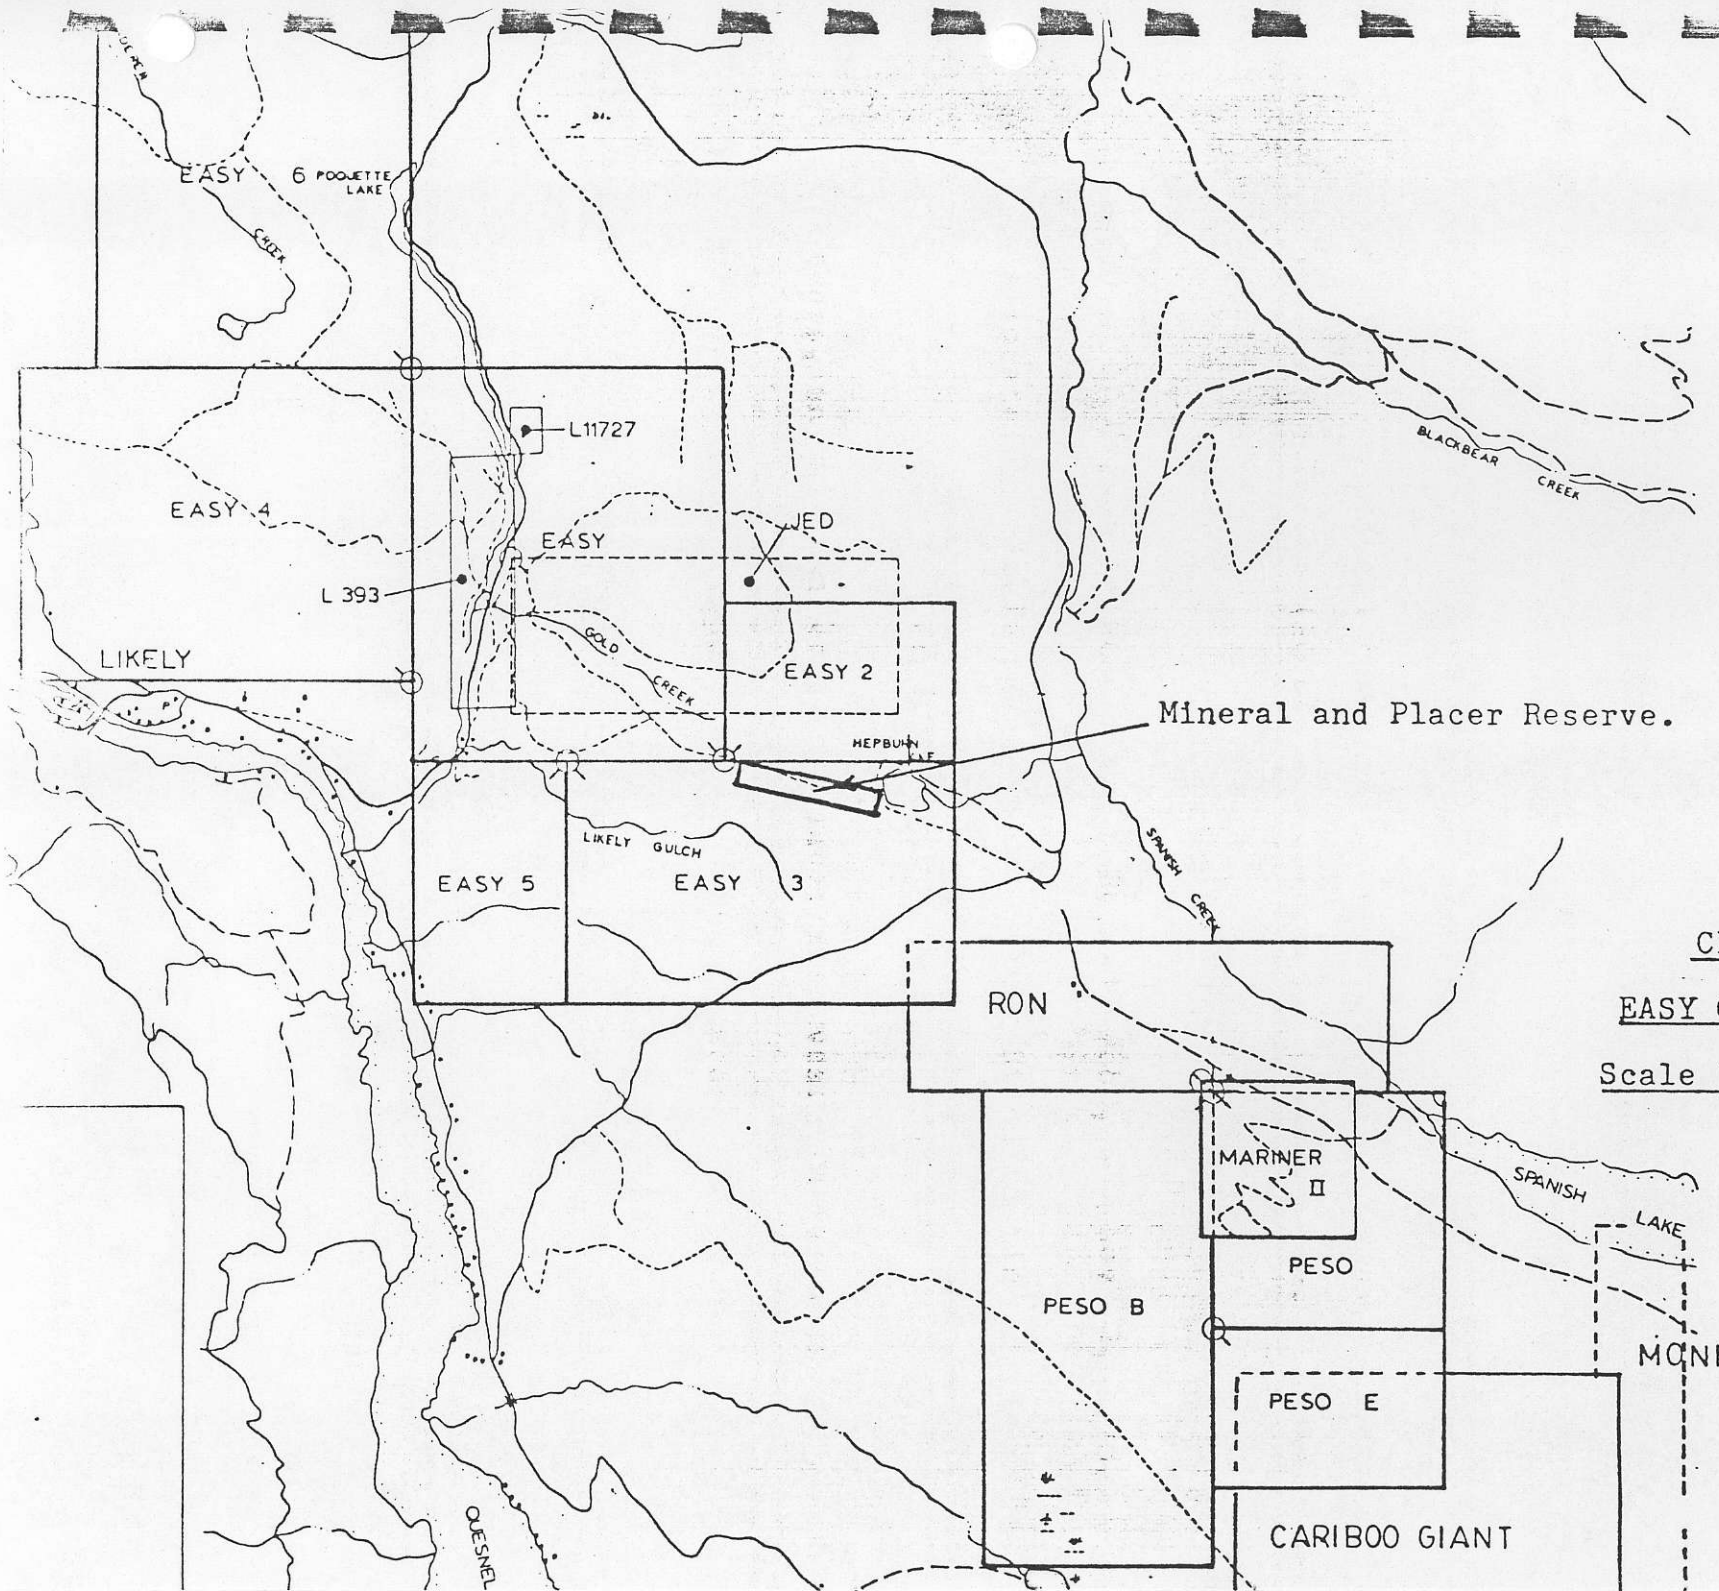 EASY 6
POQUETTE
LAKE
CREEK
L11727
EASY 4
JED
EASY
L 393
GOLD
CREEK
LIKELY
EASY 2
BLACKBEAR
CREEK
Mineral and Placer Reserve.
HEPBURN
LIKELY GULCH
EASY 5
EASY 3
SPANISH
CREEK
RON
EASY
Scale
MARINER
II
SPANISH
LAKE
PESO
PESO B
PESO E
CARIBOO GIANT
QUESNEL